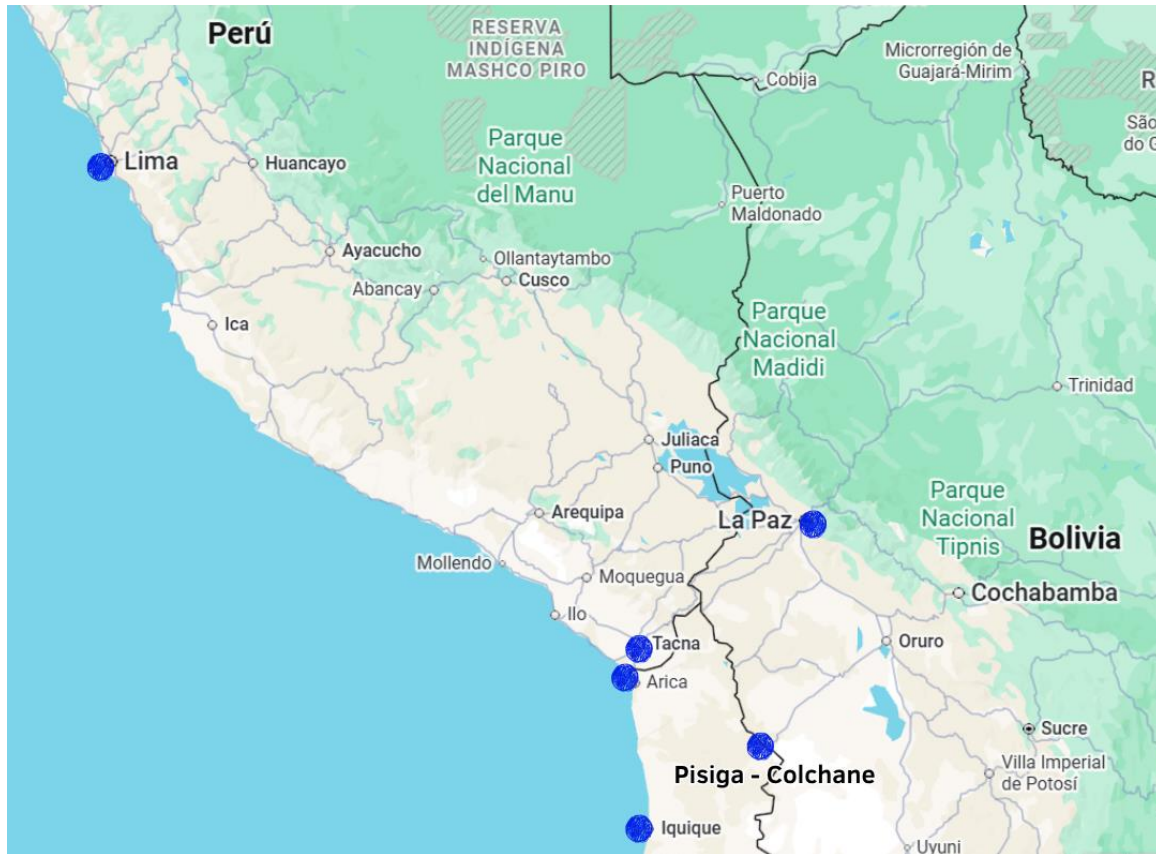 Perú
RESERVA
INDÍGENA
MASHCO PIRO
Microrregión de
Guajará-Mirim
Cobija
R
São
do G
Parque
Nacional
del Manu
Lima
Huancayo
Puerto
Maldonado
Ayacucho
Ollantaytambo
Cusco
Abancay
Ica
Parque
Nacional
Madidi
Trinidad
Juliaca
Puno
Parque
Nacional
Tipnis
Arequipa
La Paz
Bolivia
Mollendo
Moquegua
Cochabamba
Ilo
Tacna
Oruro
Arica
Sucre
Pisiga - Colchane
Villa Imperial
de Potosí
Iquique
Uyuni